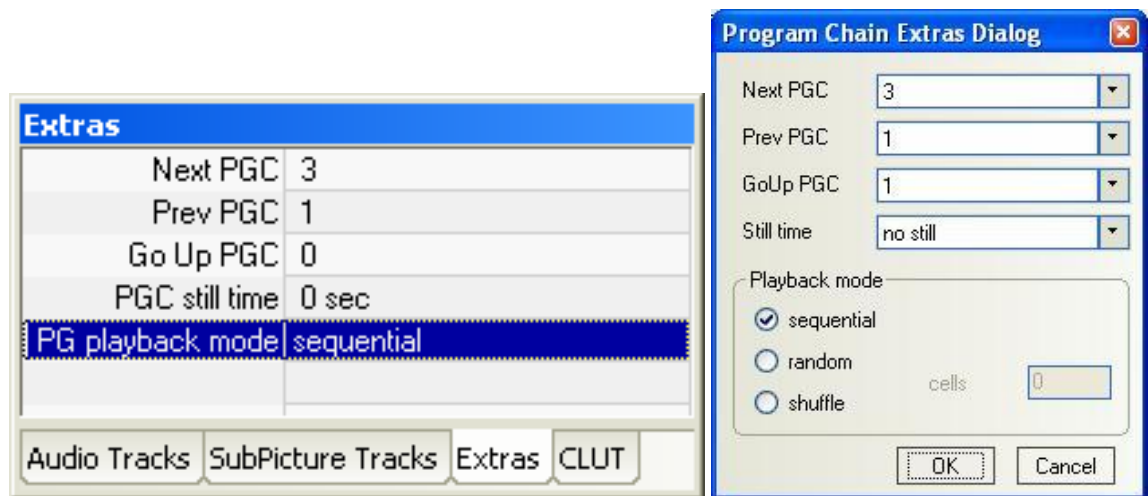 Extras
Next PGC 3
Prev PGC 1
Go Up PGC 0
PGC still time 0 sec
PG playback mode sequential
Audio Tracks SubPicture Tracks Extras CLUT
Program Chain Extras Dialog
Next PGC 3
Prev PGC 1
GoUp PGC 1
Still time no still
Playback mode
sequential
random
cells 0
shuffle
OK Cancel